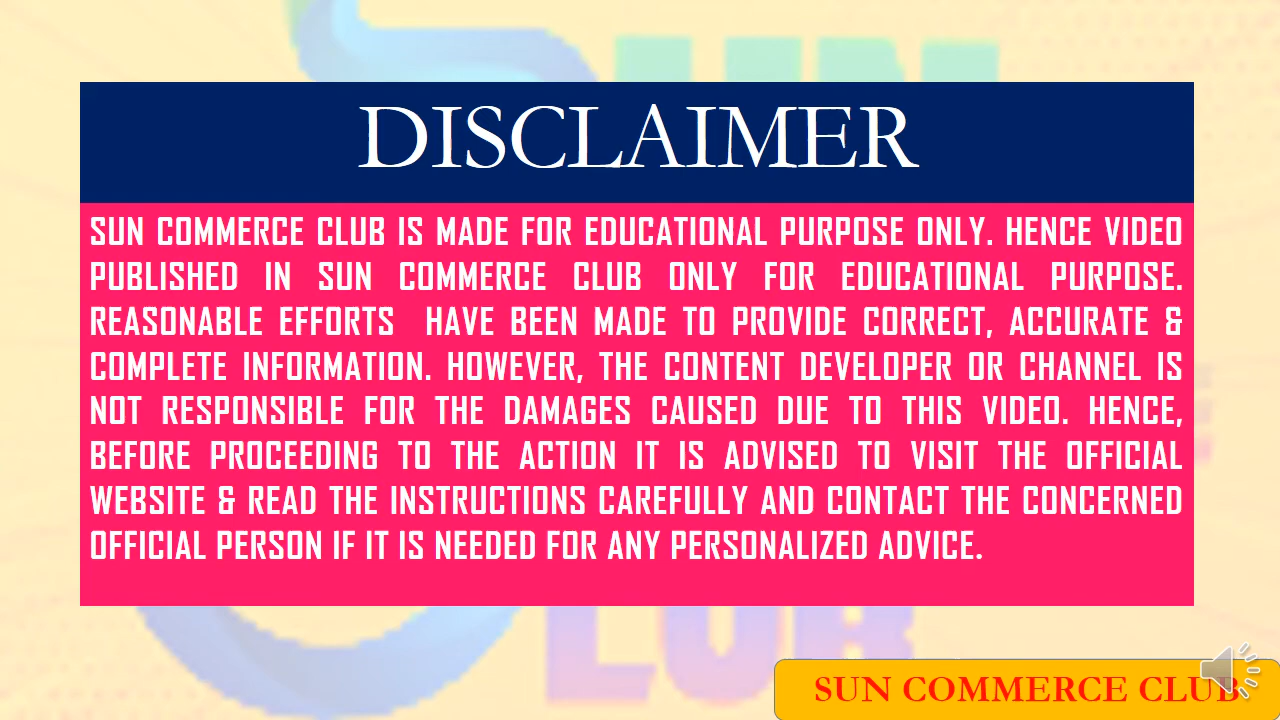 DISCLAIMER
SUN COMMERCE CLUB IS MADE FOR EDUCATIONAL PURPOSE ONLY. HENCE VIDEO
PUBLISHED IN SUN COMMERCE CLUB ONLY FOR EDUCATIONAL PURPOSE.
REASONABLE EFFORTS HAVE BEEN MADE TO PROVIDE CORRECT, ACCURATE &
COMPLETE INFORMATION. HOWEVER, THE CONTENT DEVELOPER OR CHANNEL IS
NOT RESPONSIBLE FOR THE DAMAGES CAUSED DUE TO THIS VIDEO. HENCE,
BEFORE PROCEEDING TO THE ACTION IT IS ADVISED TO VISIT THE OFFICIAL
WEBSITE & READ THE INSTRUCTIONS CAREFULLY AND CONTACT THE CONCERNED
OFFICIAL PERSON IF IT IS NEEDED FOR ANY PERSONALIZED ADVICE.
SUN COMMERCE CLUB